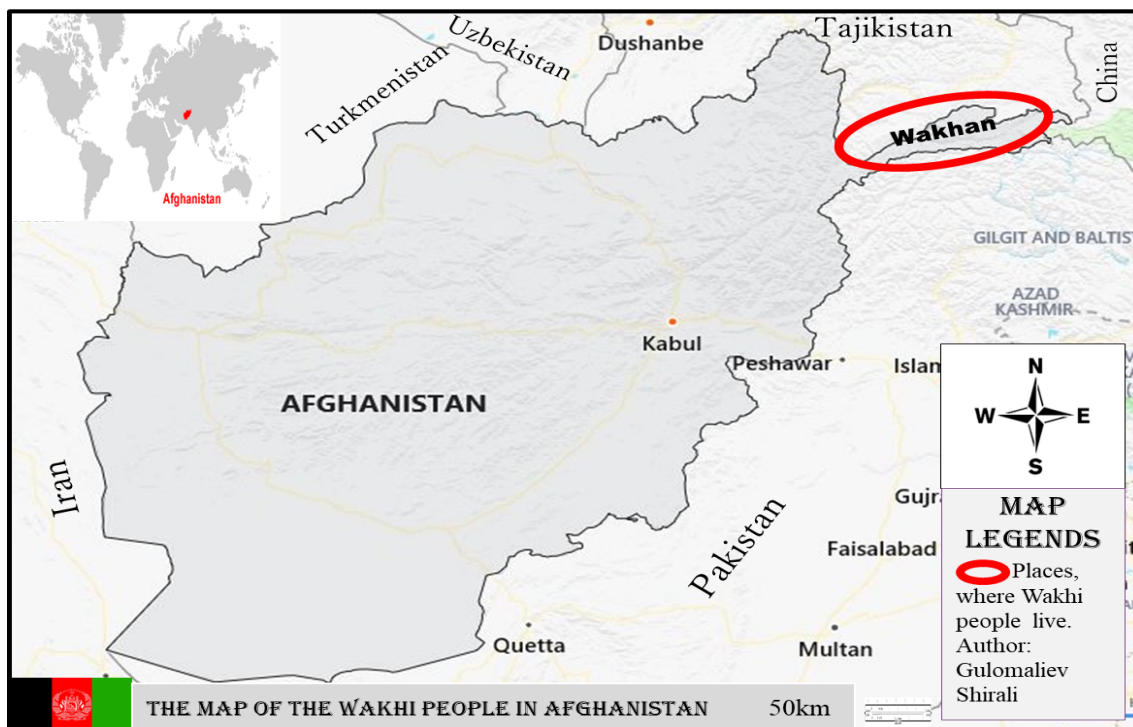 Afghanistan
Uzbekistan
Turkmenistan
Dushanbe
Tajikistan
China
Wakhan
GILGIT AND BALTIST
AZAD
KASHMIR
Kabul
Peshawar
Islam
AFGHANISTAN
Iran
Pakistan
Gujra
Faisalabad
Quetta
Multan
N
W E
S
MAP
LEGENDS
Places,
where Wakhi
people live.
Author:
Gulomaliev
Shirali
THE MAP OF THE WAKHI PEOPLE IN AFGHANISTAN 50km